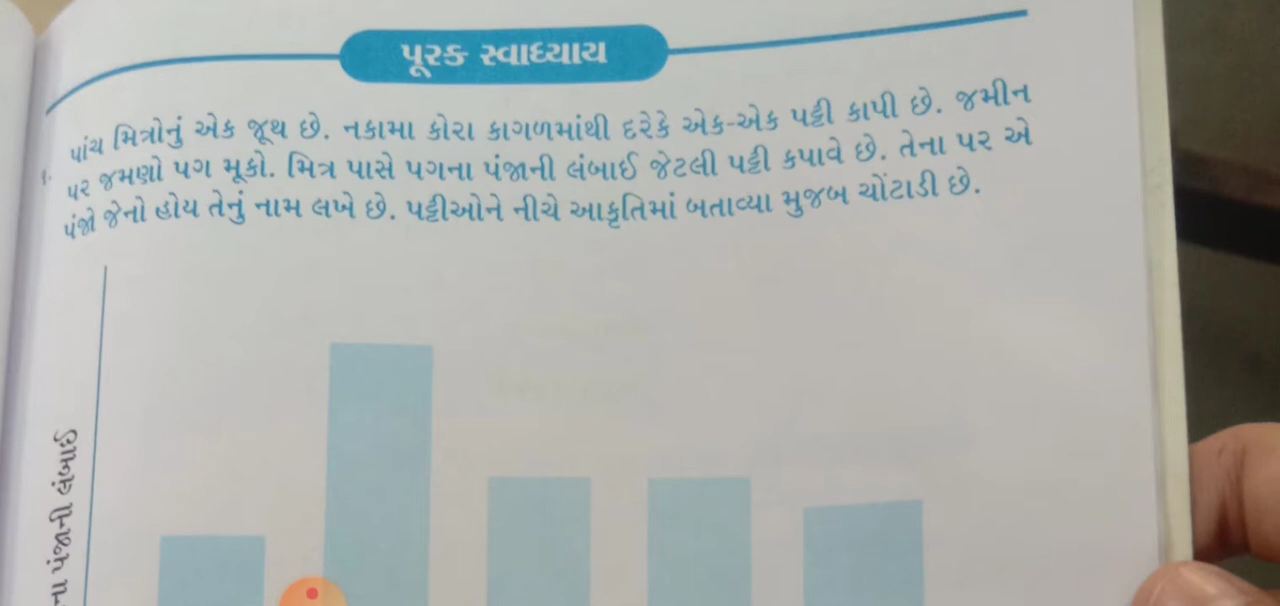 પૂરક સ્વાધ્યાય
૧. પાંચ મિત્રોનું એક જૂથ છે. નકામા કોરા કાગળમાંથી દરેકે એક-એક પટ્ટી કાપી છે. જમીન
પર જમણો પગ મૂકો. મિત્ર પાસે પગના પંજાની લંબાઈ જેટલી પટ્ટી કપાવે છે. તેના પર એ
પંજો જેનો હોય તેનું નામ લખે છે. પટ્ટીઓને નીચે આકૃતિમાં બતાવ્યા મુજબ ચોંટાડી છે.
પંજાની લંબાઈ